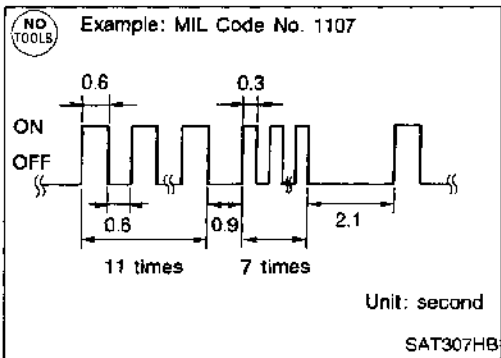 NO TOOLS
Example: MIL Code No. 1107
0.6
0.3
ON
OFF
0.6
0.9
2.1
11 times
7 times
Unit: second
SAT307HB